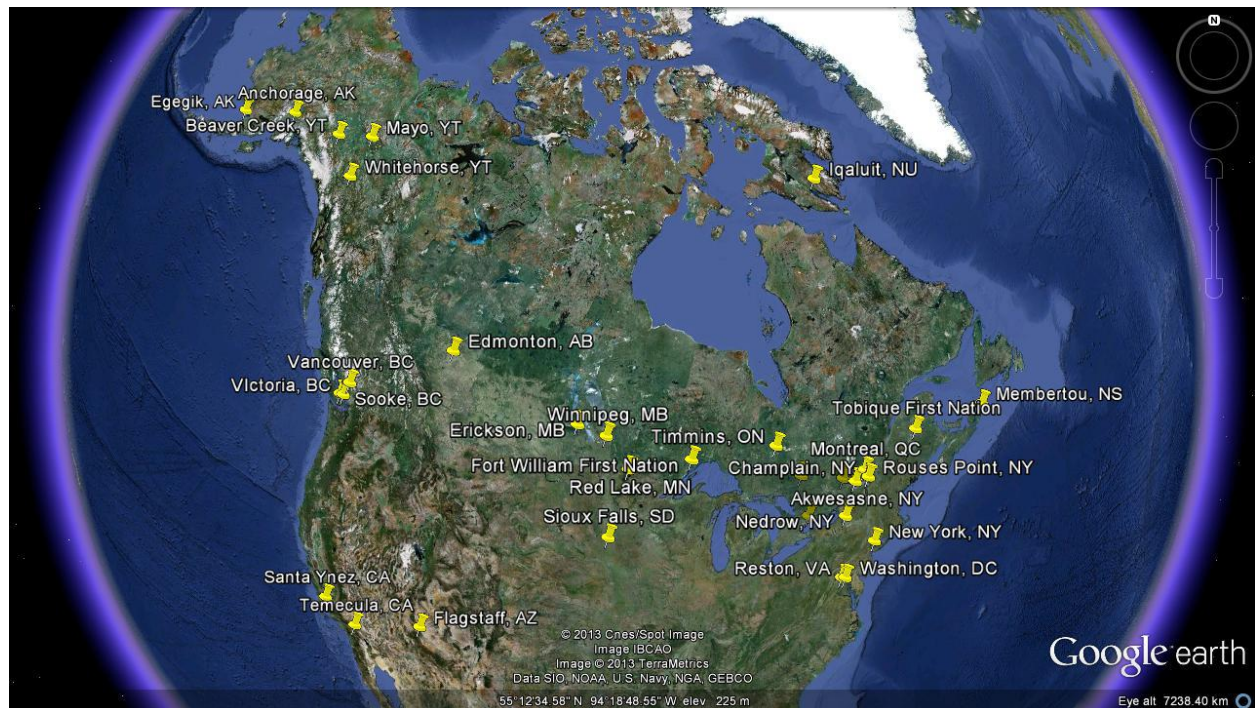 N
Anchorage, AK
Egegik, AK
Beaver Creek, YT
Mayo, YT
Whitehorse, YT
Iqaluit, NU
Edmonton, AB
Vancouver, BC
VIctoria, BC
Sooke, BC
Membertou, NS
Tobique First Nation
Winnipeg, MB
Erickson, MB
Timmins, ON
Montreal, QC
Fort William First Nation
Champlain, NY
Rouses Point, NY
Red Lake, MN
Akwesasne, NY
Sioux Falls, SD
Nedrow, NY
New York, NY
Reston, VA
Washington, DC
Santa Ynez, CA
Temecula, CA
Flagstaff, AZ
© 2013 Cnes/Spot Image
Image IBCAO
Image © 2013 TerraMetrics
Data SIO, NOAA, U.S. Navy, NGA, GEBCO
Google earth
55°12'34.58" N 94°18'48.55" W elev 225 m
Eye alt 7238.40 km